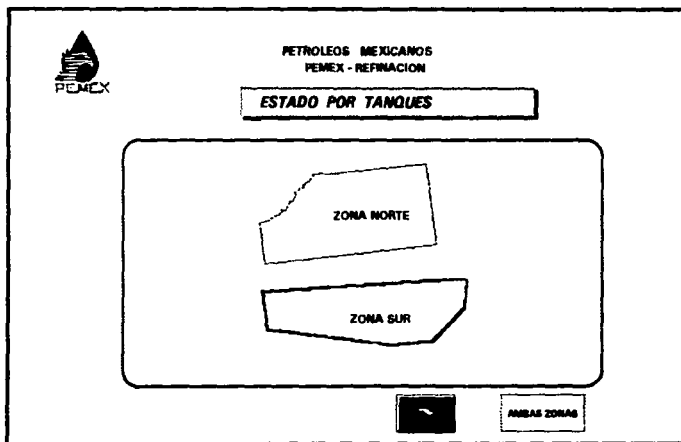 PETROLEOS MEXICANOS
PEMEX - REFINACION
PEMEX
ESTADO POR TANQUES
ZONA NORTE
ZONA SUR
AMBAS ZONAS